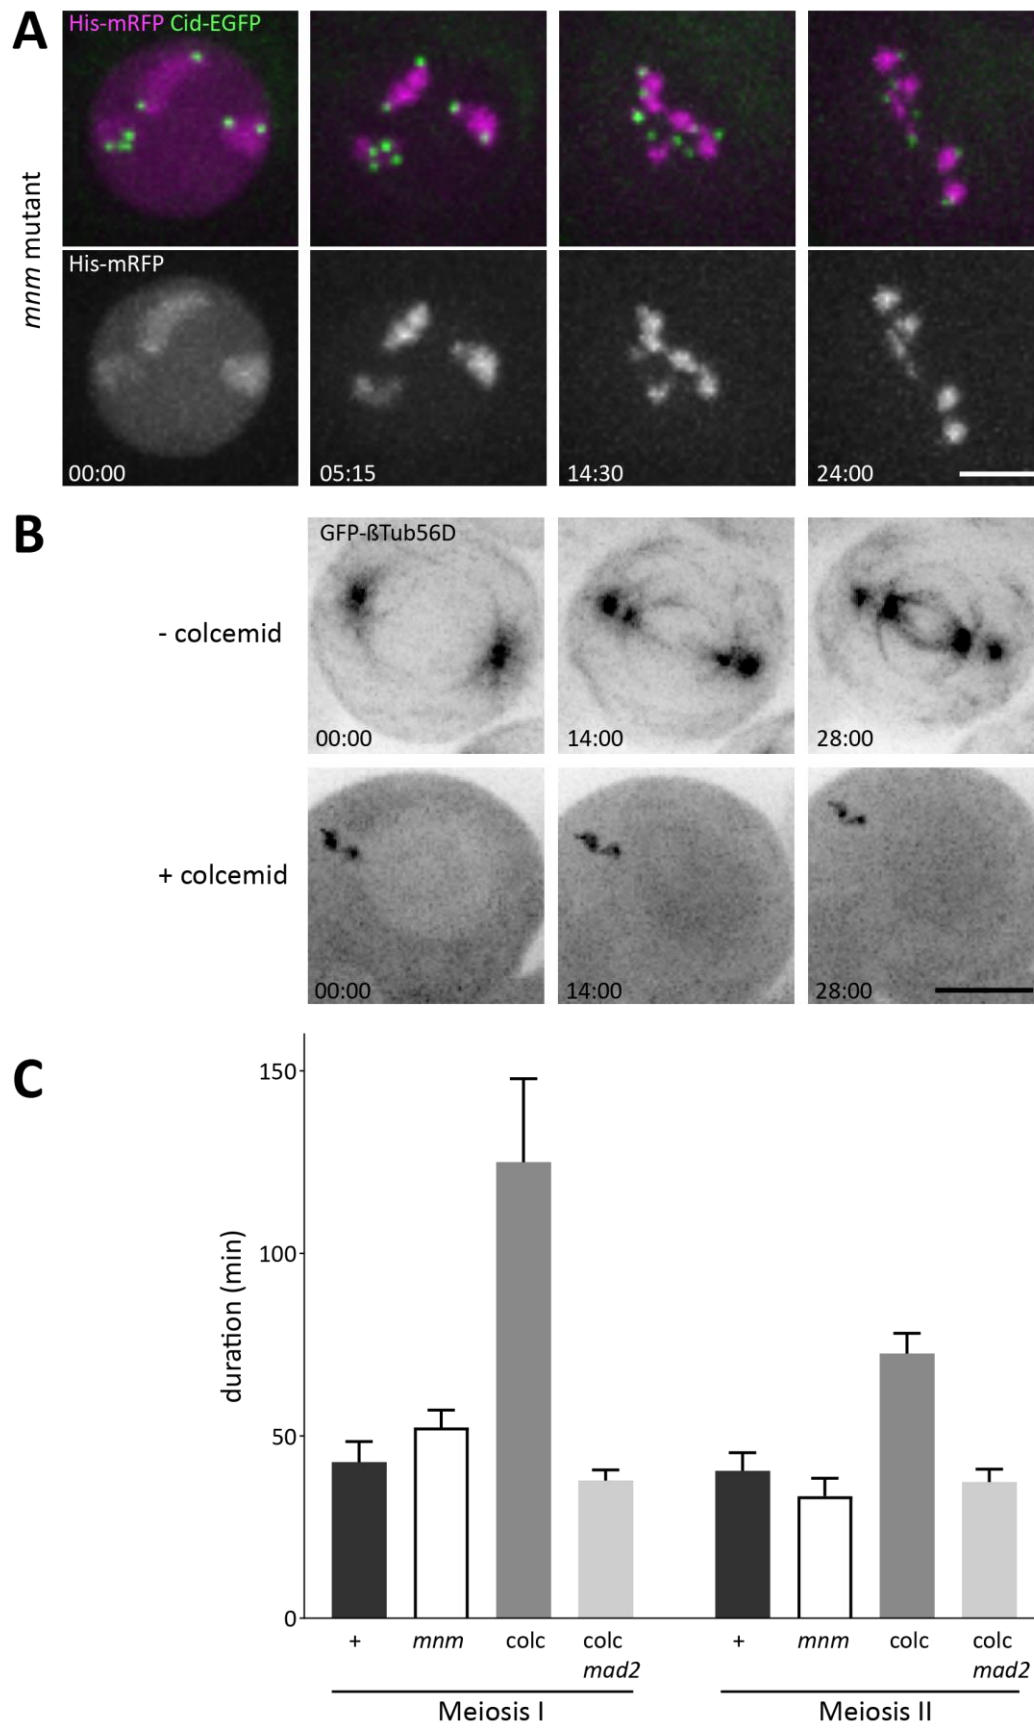 A
His-mRFP Cid-EGFP
mnm mutant
His-mRFP
00:00
05:15
14:30
24:00
B
GFP-ßTub56D
- colcemid
00:00
14:00
28:00
+ colcemid
00:00
14:00
28:00
C
duration (min)
150
100
50
0
+ mnm colc colc mad2 + mnm colc colc mad2
Meiosis I
Meiosis II